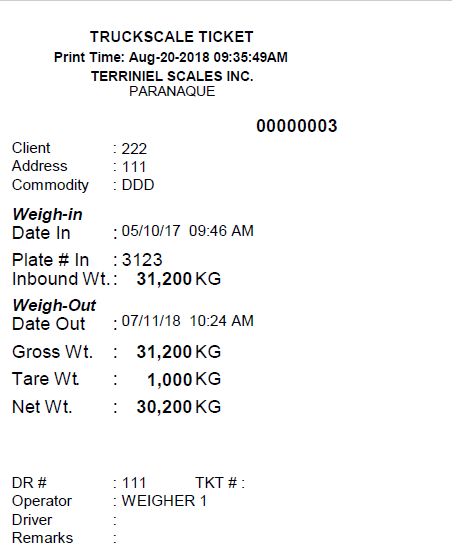 TRUCKSCALE TICKET
Print Time: Aug-20-2018 09:35:49AM
TERRINIEL SCALES INC.
PARANAQUE
00000003
Client : 222
Address : 111
Commodity : DDD
Weigh-in
Date In : 05/10/17 09:46 AM
Plate # In : 3123
Inbound Wt. : 31,200 KG
Weigh-Out
Date Out : 07/11/18 10:24 AM
Gross Wt. : 31,200 KG
Tare Wt : 1,000 KG
Net Wt. : 30,200 KG
DR # : 111 TKT # :
Operator : WEIGHER 1
Driver :
Remarks :